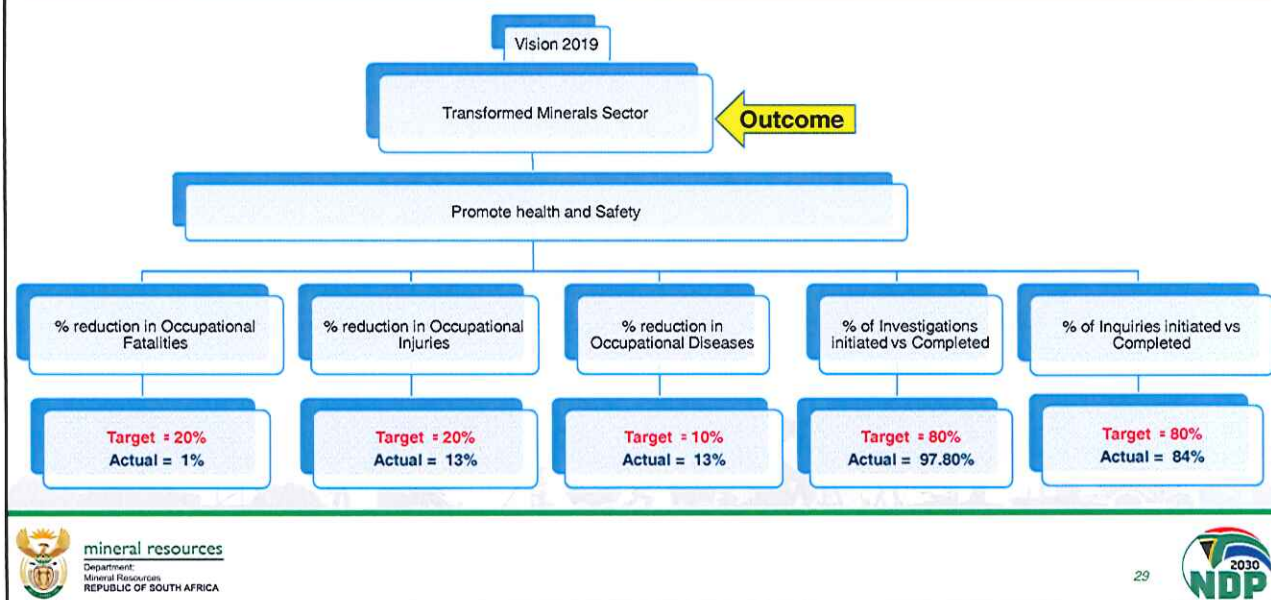 Vision 2019
Transformed Minerals Sector
Outcome
Promote health and Safety
% reduction in Occupational
Fatalities
% reduction in Occupational
Injuries
% reduction in
Occupational Diseases
% of Investigations
initiated vs Completed
% of Inquiries initiated vs
Completed
Target = 20%
Actual = 1%
Target = 20%
Actual = 13%
Target = 10%
Actual = 13%
Target = 80%
Actual = 97.80%
Target = 80%
Actual = 84%
mineral resources
Department:
Mineral Resources
REPUBLIC OF SOUTH AFRICA
29
2030
NDP